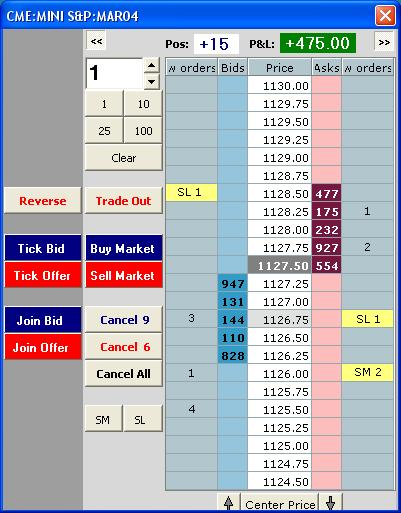 CME:MINI S&P:MAR04
<< Pos: +15 P&L: +475.00 >>
1
w orders Bids Price Asks w orders
1130.00
1129.75
1 10
1129.50
25 100
1129.25
Clear
1129.00
1128.75
Reverse Trade Out SL 1 1128.50 477
1128.25 175 1
1128.00 232
Tick Bid Buy Market 1127.75 927 2
Tick Offer Sell Market 1127.50 554
947 1127.25
131 1127.00
Join Bid Cancel 9 3 144 1126.75 SL 1
Join Offer Cancel 6 110 1126.50
828 1126.25
Cancel All 1 1126.00 SM 2
1125.75
SM SL 4 1125.50
1125.25
1125.00
1124.75
1124.50
Center Price